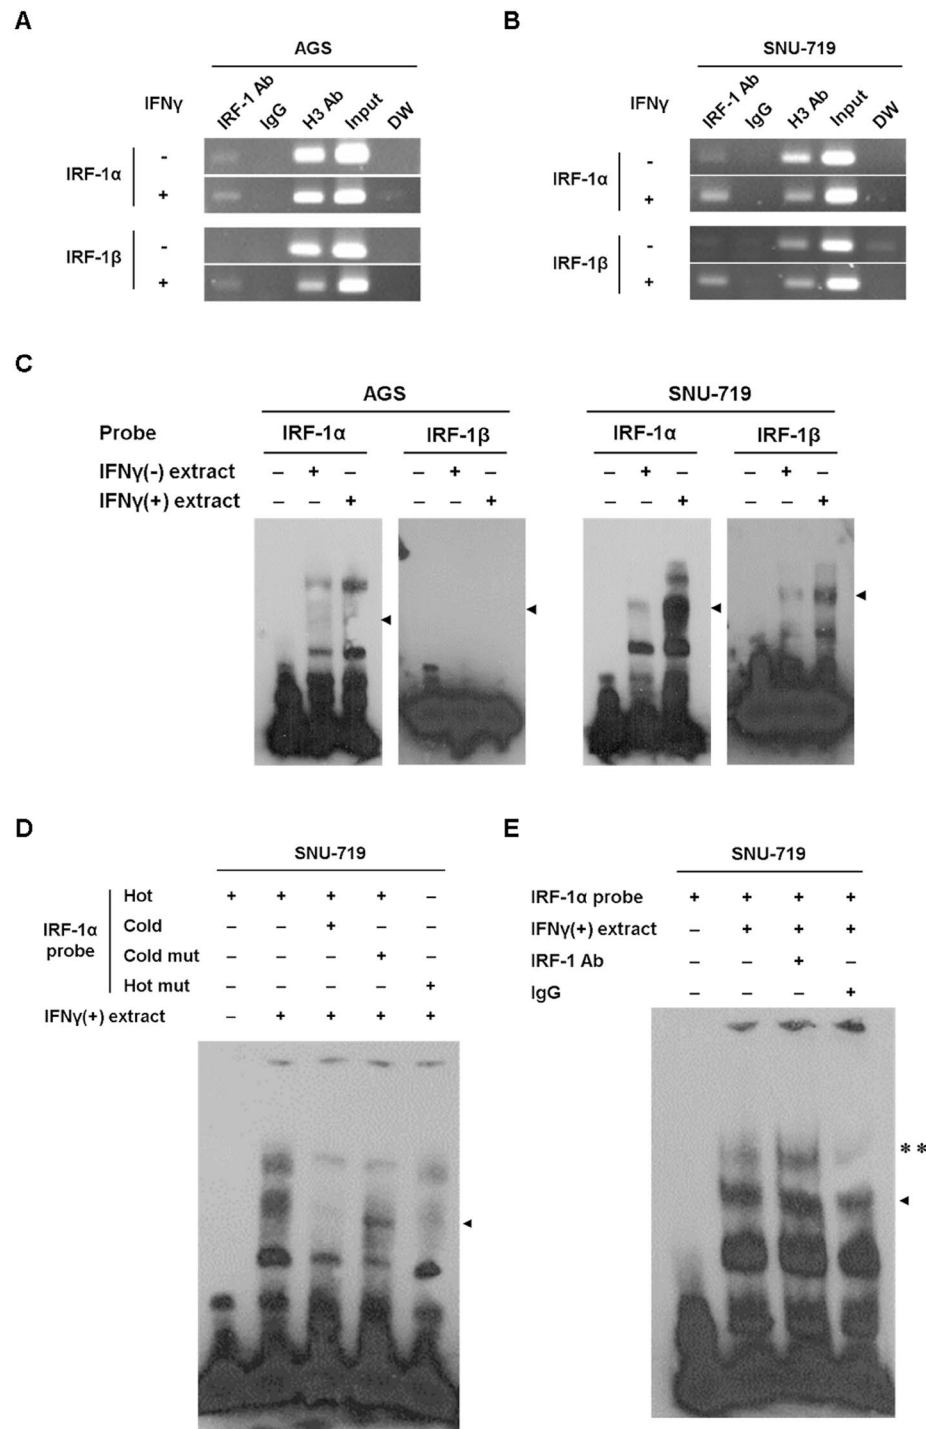 A
AGS
IFNγ IRF-1 Ab IgG H3 Ab Input DW
IRF-1α - +
IRF-1β - +
B
SNU-719
IFNγ IRF-1 Ab IgG H3 Ab Input DW
IRF-1α - +
IRF-1β - +
C
AGS SNU-719
Probe IRF-1α IRF-1β IRF-1α IRF-1β
IFNγ(-) extract – + – – + – – + – – + –
IFNγ(+) extract – – + – – + – – + – – +
D
SNU-719
IRF-1α probe
Hot + + + + –
Cold – – + – –
Cold mut – – – + –
Hot mut – – – – +
IFNγ(+) extract – + + + +
E
SNU-719
IRF-1α probe + + + +
IFNγ(+) extract – + + +
IRF-1 Ab – – + –
IgG – – – +
**